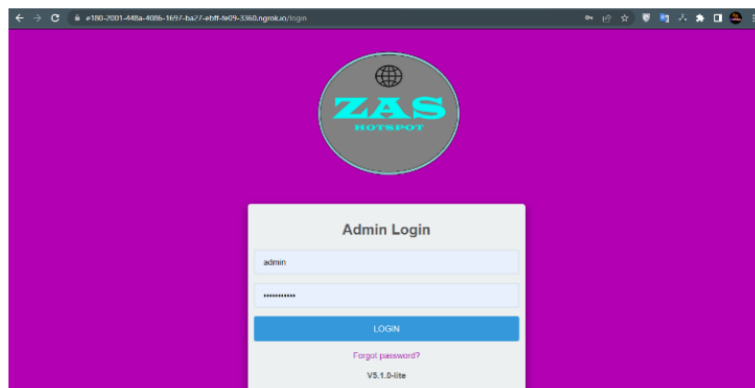 e180-2001-448a-4086-1697-ba27-ebff-fe09-3360.ngrok.io/login
ZAS
HOTSPOT
Admin Login
admin
LOGIN
Forgot password?
V5.1.0-lite